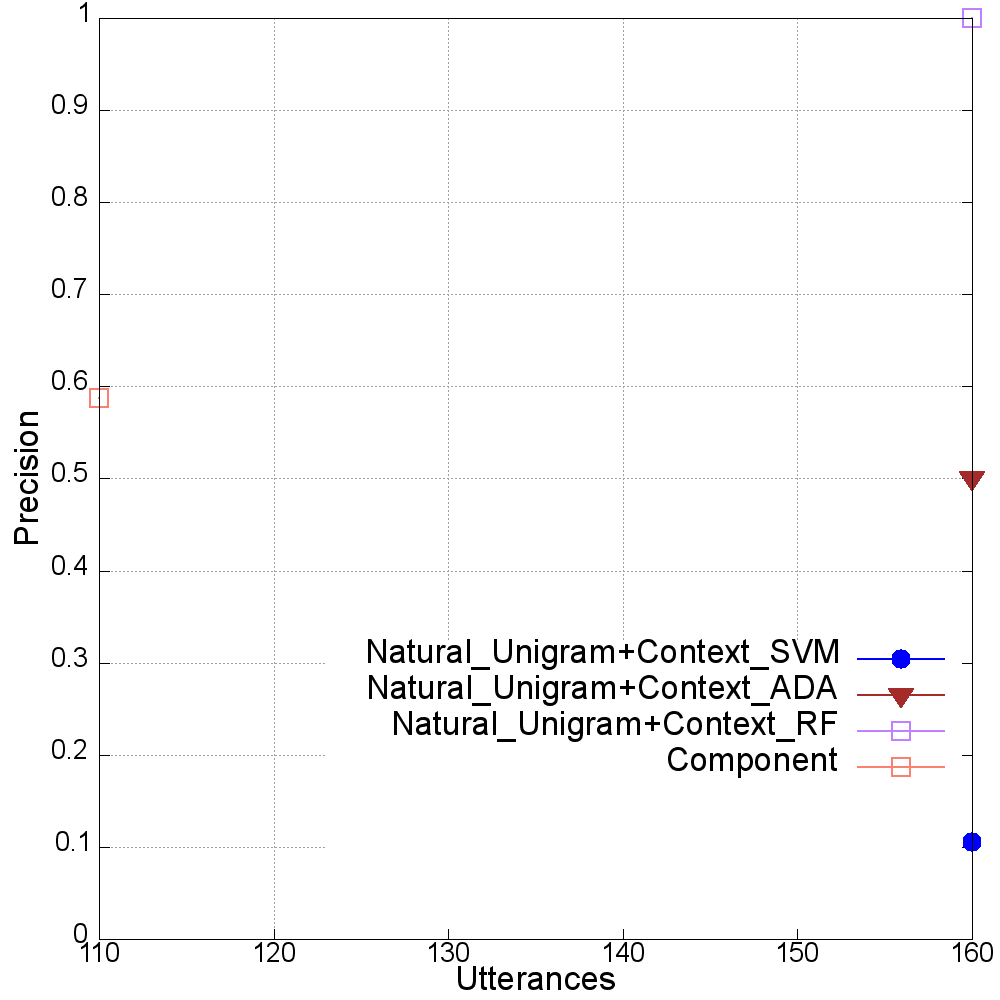 1
0.9
0.8
0.7
0.6
0.5
0.4
0.3
0.2
0.1
0
Precision
Natural_Unigram+Context_SVM
Natural_Unigram+Context_ADA
Natural_Unigram+Context_RF
Component
110 120 130 140 150 160
Utterances